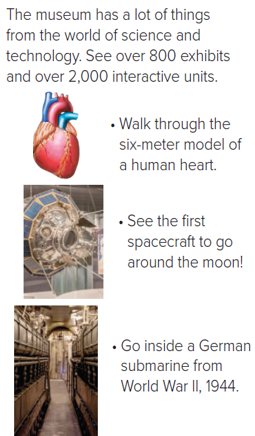 The museum has a lot of things
from the world of science and
technology. See over 800 exhibits
and over 2,000 interactive units.
• Walk through the
six-meter model of
a human heart.
• See the first
spacecraft to go
around the moon!
• Go inside a German
submarine from
World War II, 1944.